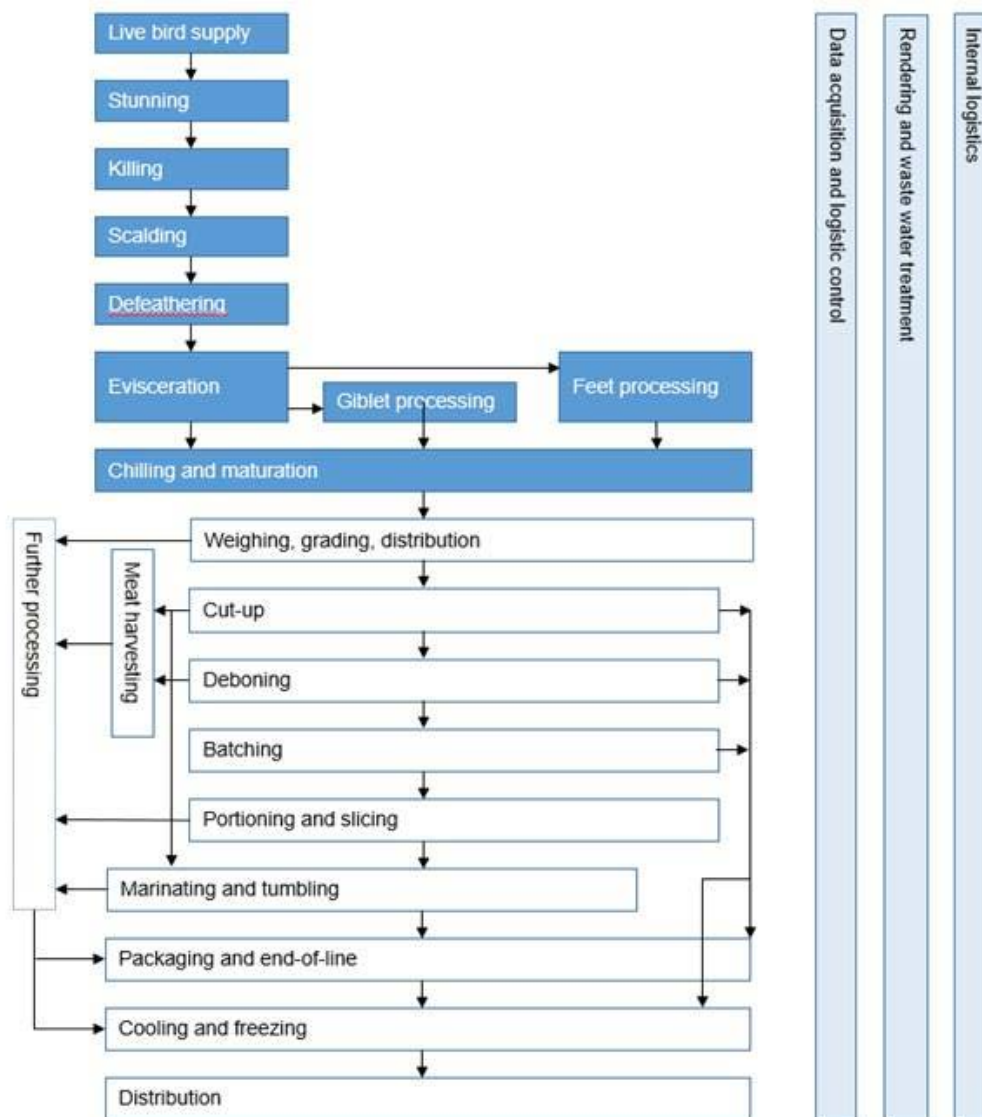 Live bird supply
Stunning
Killing
Scalding
Defeathering
Evisceration
Giblet processing
Feet processing
Chilling and maturation
Weighing, grading, distribution
Cut-up
Deboning
Batching
Portioning and slicing
Marinating and tumbling
Packaging and end-of-line
Cooling and freezing
Distribution
Further processing
Meat harvesting
Data acquisition and logistic control
Rendering and waste water treatment
Internal logistics